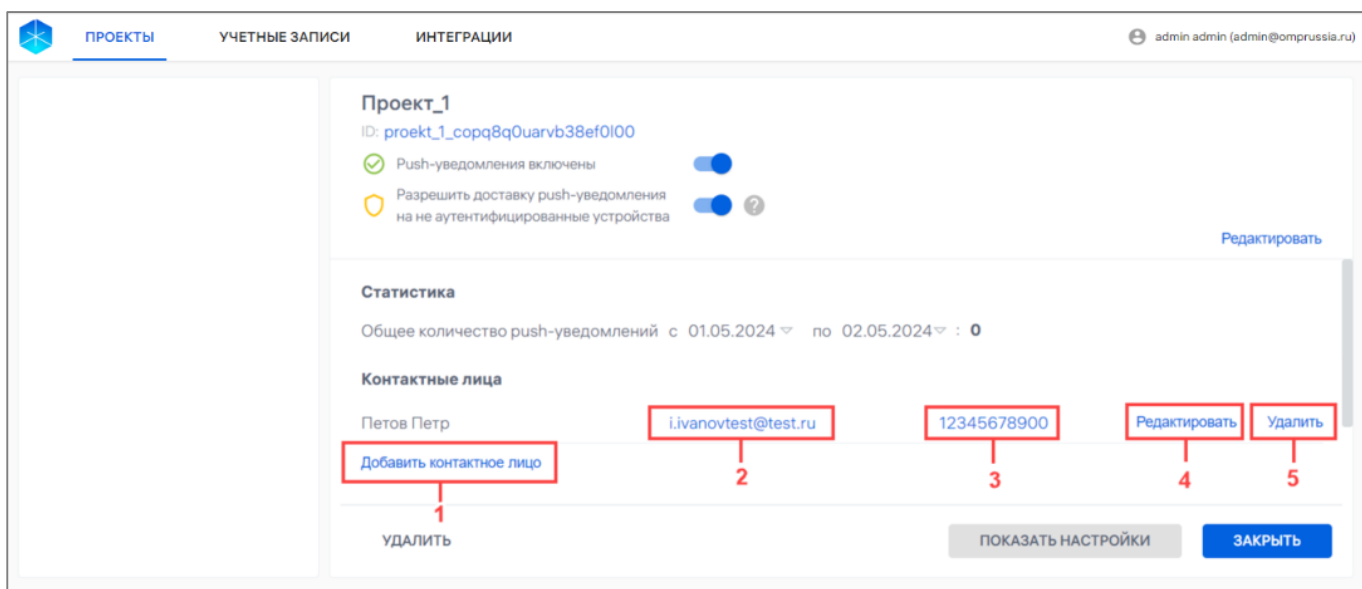 ПРОЕКТЫ УЧЕТНЫЕ ЗАПИСИ ИНТЕГРАЦИИ admin admin (admin@omprussia.ru)
Проект_1
ID: proekt_1_copq8q0uarvb38ef0l00
Push-уведомления включены
Разрешить доставку push-уведомления
на не аутентифицированные устройства ?
Редактировать
Статистика
Общее количество push-уведомлений с 01.05.2024 по 02.05.2024 : 0
Контактные лица
Петов Петр i.ivanovtest@test.ru 12345678900 Редактировать Удалить
Добавить контактное лицо
2 3 4 5
1
УДАЛИТЬ ПОКАЗАТЬ НАСТРОЙКИ ЗАКРЫТЬ